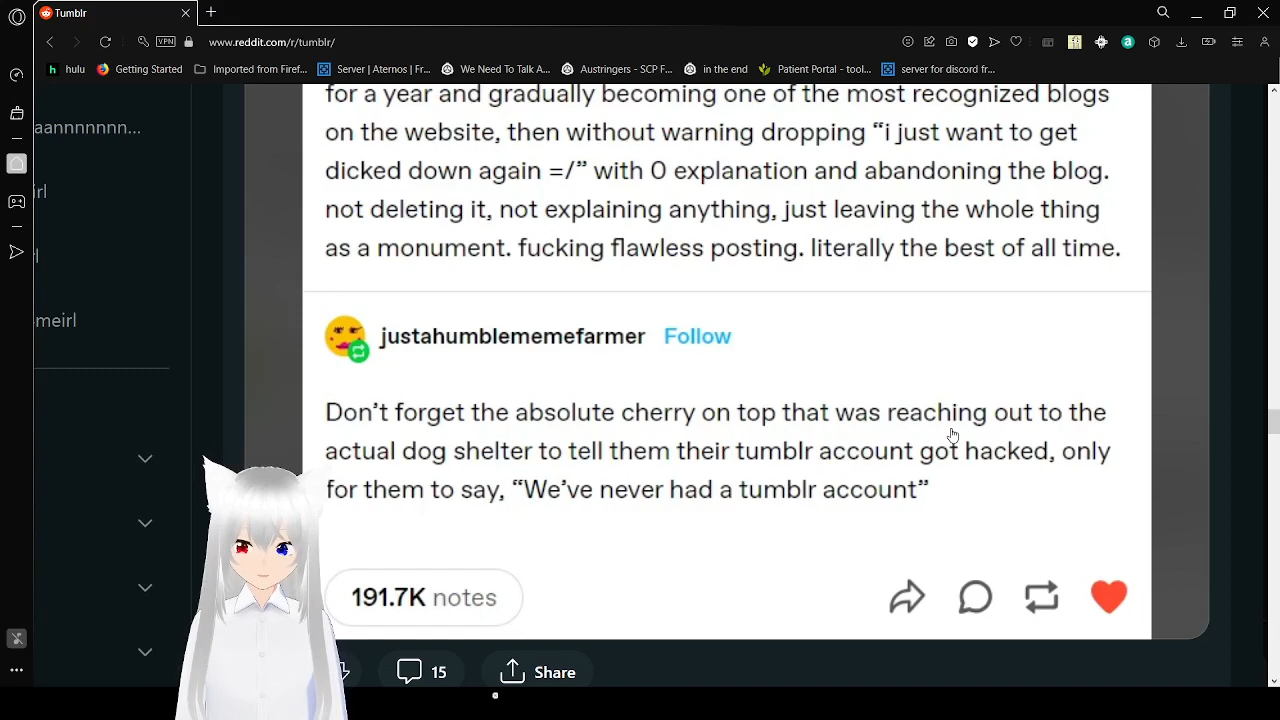 Tumblr
www.reddit.com/r/tumblr/
VPN
hulu
Getting Started
Imported from Firef...
Server | Aternos | Fr...
We Need To Talk A...
Austringers - SCP F...
in the end
Patient Portal - tool...
server for discord fr...
aannnnnnn...
irl
meirl
for a year and gradually becoming one of the most recognized blogs
on the website, then without warning dropping “i just want to get
dicked down again =/” with 0 explanation and abandoning the blog.
not deleting it, not explaining anything, just leaving the whole thing
as a monument. fucking flawless posting. literally the best of all time.
justahumblememefarmer Follow
Don’t forget the absolute cherry on top that was reaching out to the
actual dog shelter to tell them their tumblr account got hacked, only
for them to say, “We’ve never had a tumblr account”
191.7K notes
15
Share